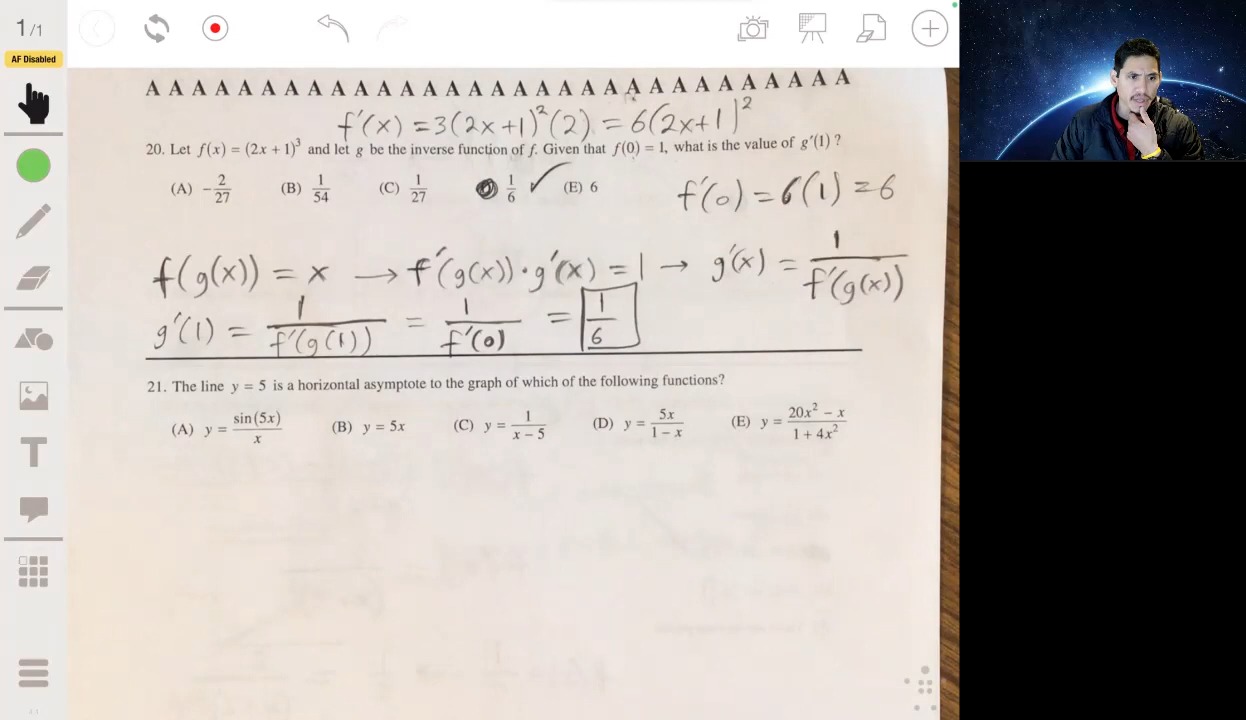 1/1
AF Disabled
A A A A A A A A A A A A A A A A A A A A A A A A A A A A A A A
f'(x) = 3(2x+1)²(2) = 6(2x+1)²
20. Let f(x) = (2x + 1)³ and let g be the inverse function of f. Given that f(0) = 1, what is the value of g′(1) ?
(A) −2/27 (B) 1/54 (C) 1/27 1/6 ✓ (E) 6
f'(0) = 6(1) = 6
f(g(x)) = x → f'(g(x))·g'(x) = 1 → g'(x) = 1/f'(g(x))
g'(1) = 1/f'(g(1)) = 1/f'(0) = 1/6
21. The line y = 5 is a horizontal asymptote to the graph of which of the following functions?
(A) y = sin(5x)/x (B) y = 5x (C) y = 1/(x − 5) (D) y = 5x/(1 − x) (E) y = (20x² − x)/(1 + 4x²)
T